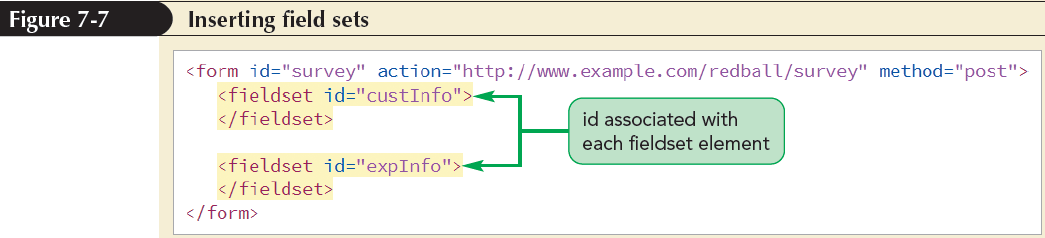 Figure 7-7
Inserting field sets
<form id="survey" action="http://www.example.com/redball/survey" method="post">
<fieldset id="custInfo">
</fieldset>
id associated with
each fieldset element
<fieldset id="expInfo">
</fieldset>
</form>